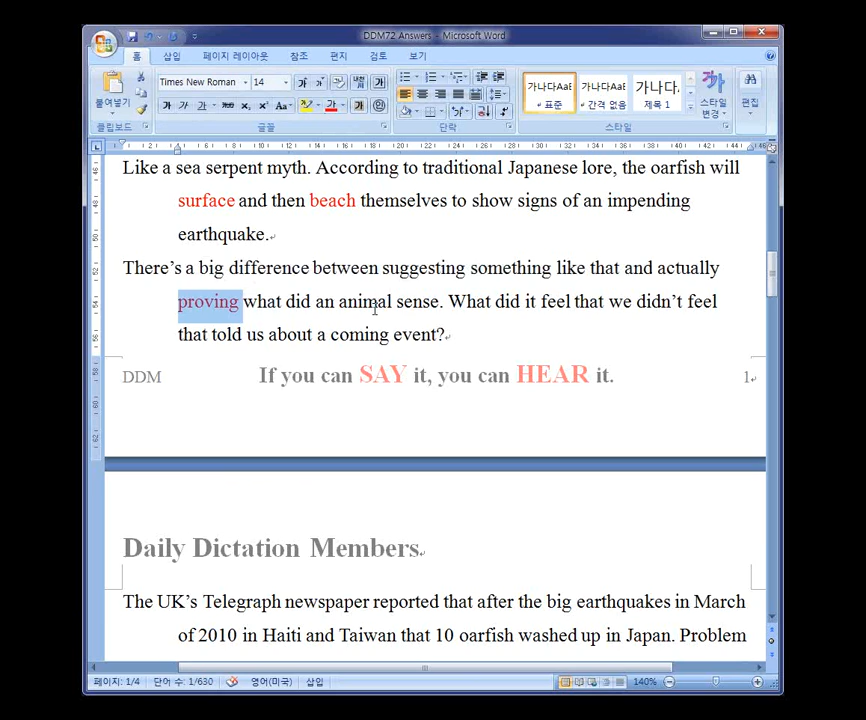 DDM72 Answers - Microsoft Word
홈 삽입 페이지 레이아웃 참조 편지 검토 보기
붙여넣기
Times New Roman 14
가나다AaB 가나다AaB 가나다
표준 간격 없음 제목 1
스타일 변경
편집
클립보드 글꼴 단락 스타일
Like a sea serpent myth. According to traditional Japanese lore, the oarfish will
surface and then beach themselves to show signs of an impending
earthquake.
There's a big difference between suggesting something like that and actually
proving what did an animal sense. What did it feel that we didn't feel
that told us about a coming event?
DDM If you can SAY it, you can HEAR it. 1
Daily Dictation Members
The UK's Telegraph newspaper reported that after the big earthquakes in March
of 2010 in Haiti and Taiwan that 10 oarfish washed up in Japan. Problem
페이지: 1/4 단어 수: 1/630 영어(미국) 삽입 140%